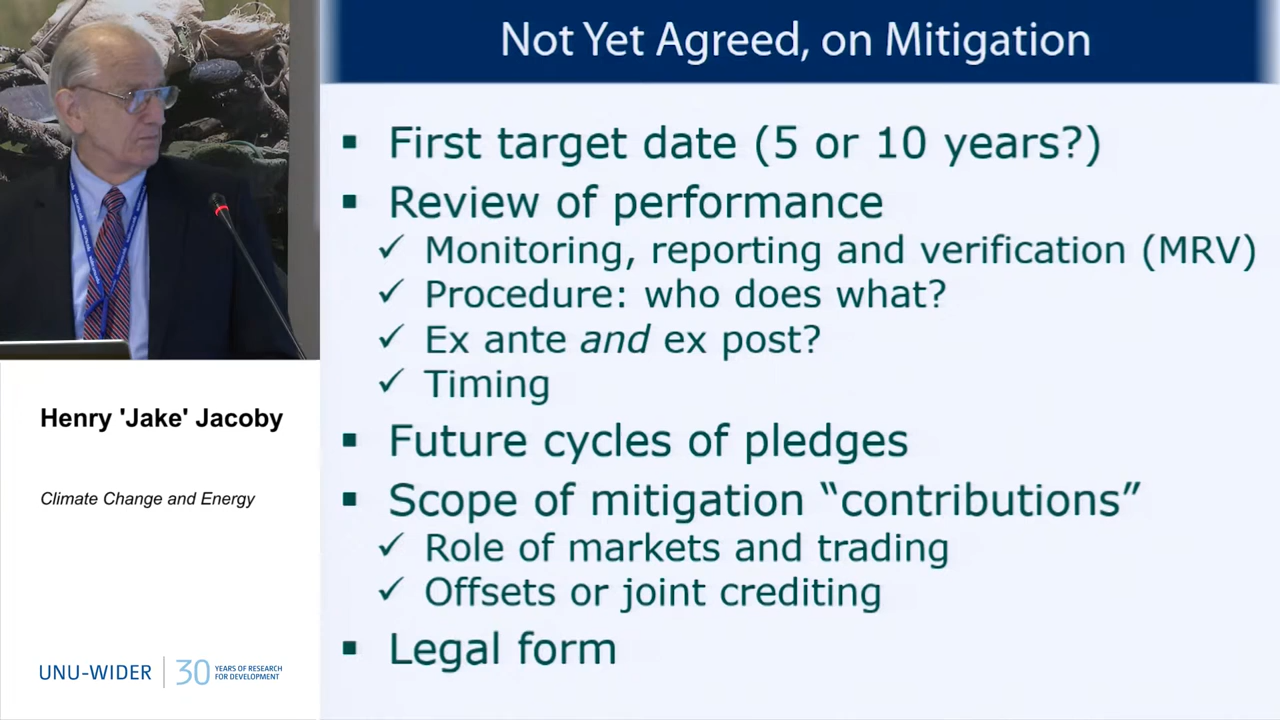 Not Yet Agreed, on Mitigation
▪ First target date (5 or 10 years?)
▪ Review of performance
✓ Monitoring, reporting and verification (MRV)
✓ Procedure: who does what?
✓ Ex ante and ex post?
✓ Timing
▪ Future cycles of pledges
▪ Scope of mitigation “contributions”
✓ Role of markets and trading
✓ Offsets or joint crediting
▪ Legal form
Henry 'Jake' Jacoby
Climate Change and Energy
UNU-WIDER
30 YEARS OF RESEARCH
FOR DEVELOPMENT